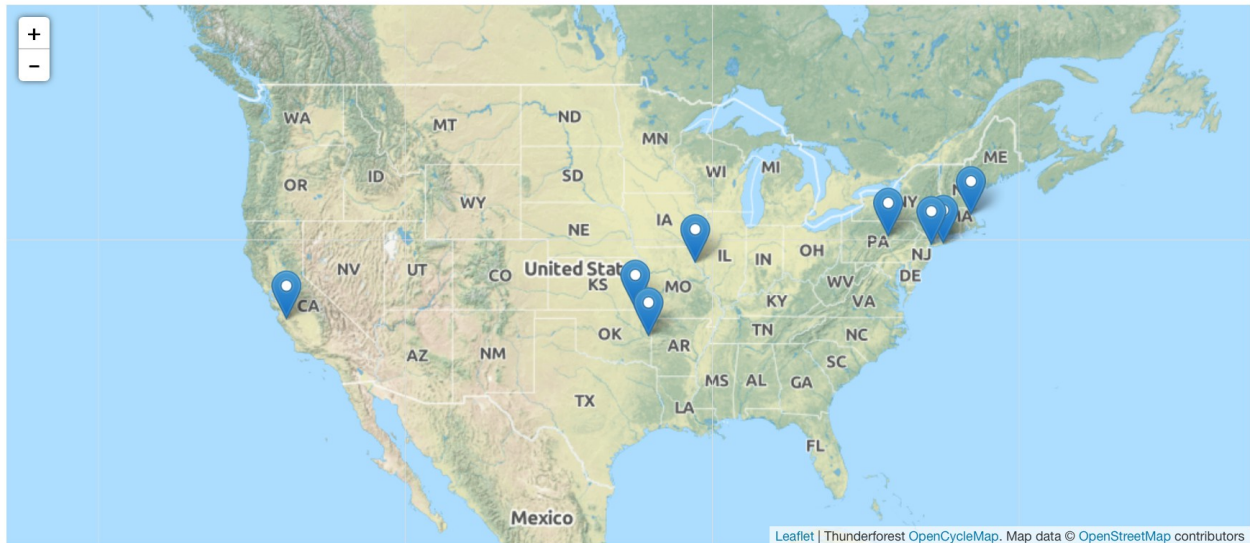 +
−
WA
MT
ND
MN
ME
OR
ID
SD
WI
MI
WY
NY
N
IA
MA
NE
PA
NV
UT
CO
United Stat
KS
IL
IN
OH
NJ
DE
CA
MO
WV
KY
VA
AZ
NM
OK
AR
TN
NC
SC
TX
MS
AL
GA
LA
FL
Mexico
Leaflet | Thunderforest OpenCycleMap. Map data © OpenStreetMap contributors